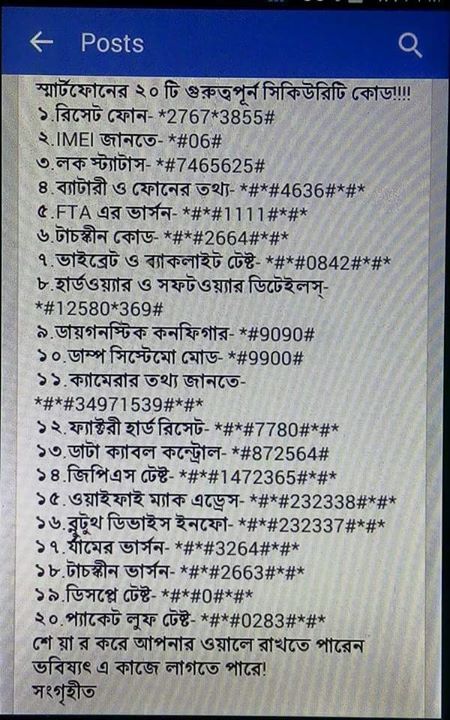 Posts
স্মার্টফোনের ২০ টি গুরুত্বপূর্ন সিকিউরিটি কোড!!!!
১.রিসেট ফোন- *2767*3855#
২.IMEI জানতে- *#06#
৩.লক স্ট্যাটাস- *#7465625#
৪.ব্যাটারী ও ফোনের তথ্য- *#*#4636#*#*
৫.FTA এর ভার্সন- *#*#1111#*#*
৬.টাচস্কীন কোড- *#*#2664#*#*
৭.ভাইব্রেট ও ব্যাকলাইট টেষ্ট- *#*#0842#*#*
৮.হার্ডওয়্যার ও সফটওয়্যার ডিটেইলস্-
*#12580*369#
৯.ডায়গনস্টিক কনফিগার- *#9090#
১০.ডাম্প সিস্টেমো মোড- *#9900#
১১.ক্যামেরার তথ্য জানতে-
*#*#34971539#*#*
১২.ফ্যাক্টরী হার্ড রিসেট- *#*#7780#*#*
১৩.ডাটা ক্যাবল কন্ট্রোল- *#872564#
১৪.জিপিএস টেষ্ট- *#*#1472365#*#*
১৫.ওয়াইফাই ম্যাক এড্রেস- *#*#232338#*#*
১৬.ব্লুটুথ ডিভাইস ইনফো- *#*#232337#*#*
১৭.র্যামের ভার্সন- *#*#3264#*#*
১৮.টাচস্কীন ভার্সন- *#*#2663#*#*
১৯.ডিসপ্লে টেষ্ট- *#*#0#*#*
২০.প্যাকেট লুফ টেষ্ট- *#*#0283#*#*
শে য়া র করে আপনার ওয়ালে রাখতে পারেন
ভবিষ্যৎ এ কাজে লাগতে পারে!
সংগৃহীত